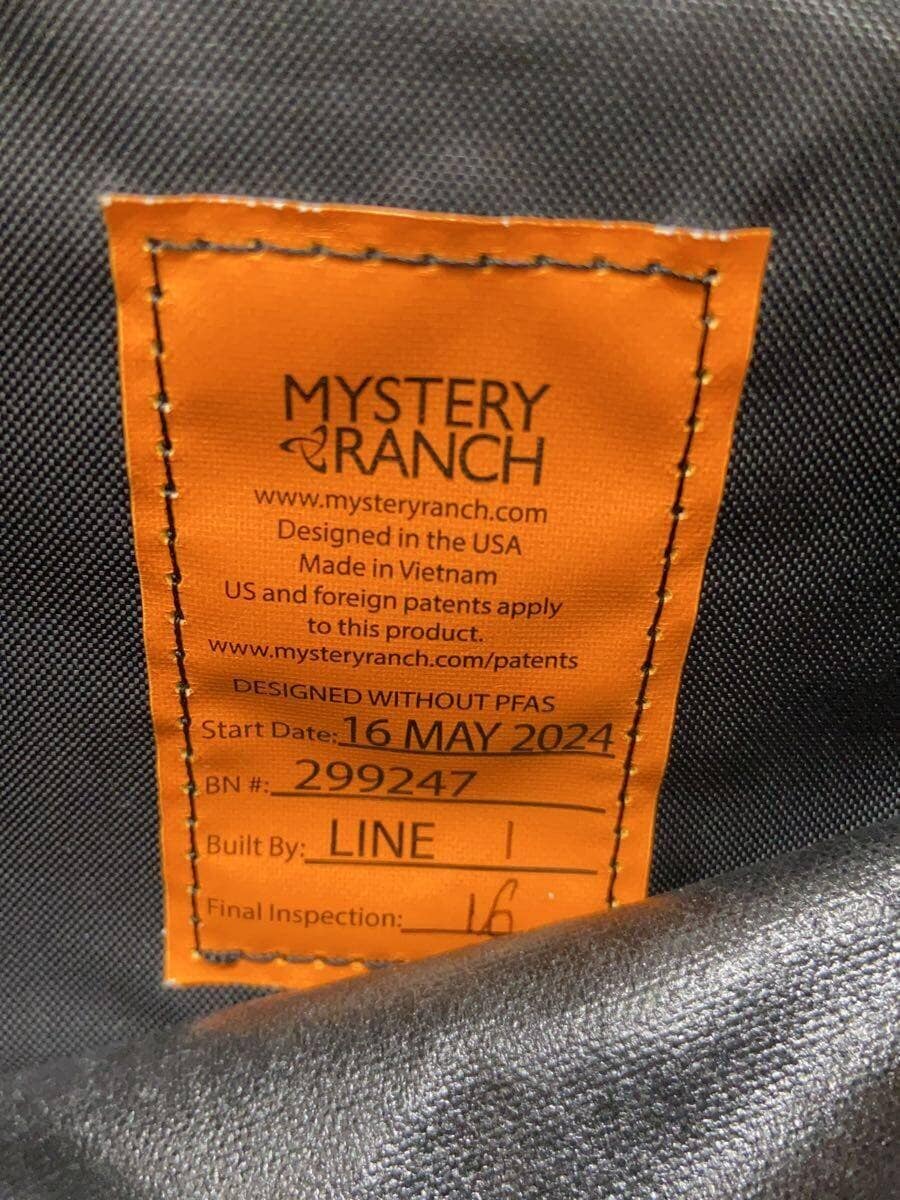 MYSTERY
RANCH
www.mysteryranch.com
Designed in the USA
Made in Vietnam
US and foreign patents apply
to this product.
www.mysteryranch.com/patents
DESIGNED WITHOUT PFAS
Start Date: 16 MAY 2024
BN #: 299247
Built By: LINE 1
Final Inspection: 16